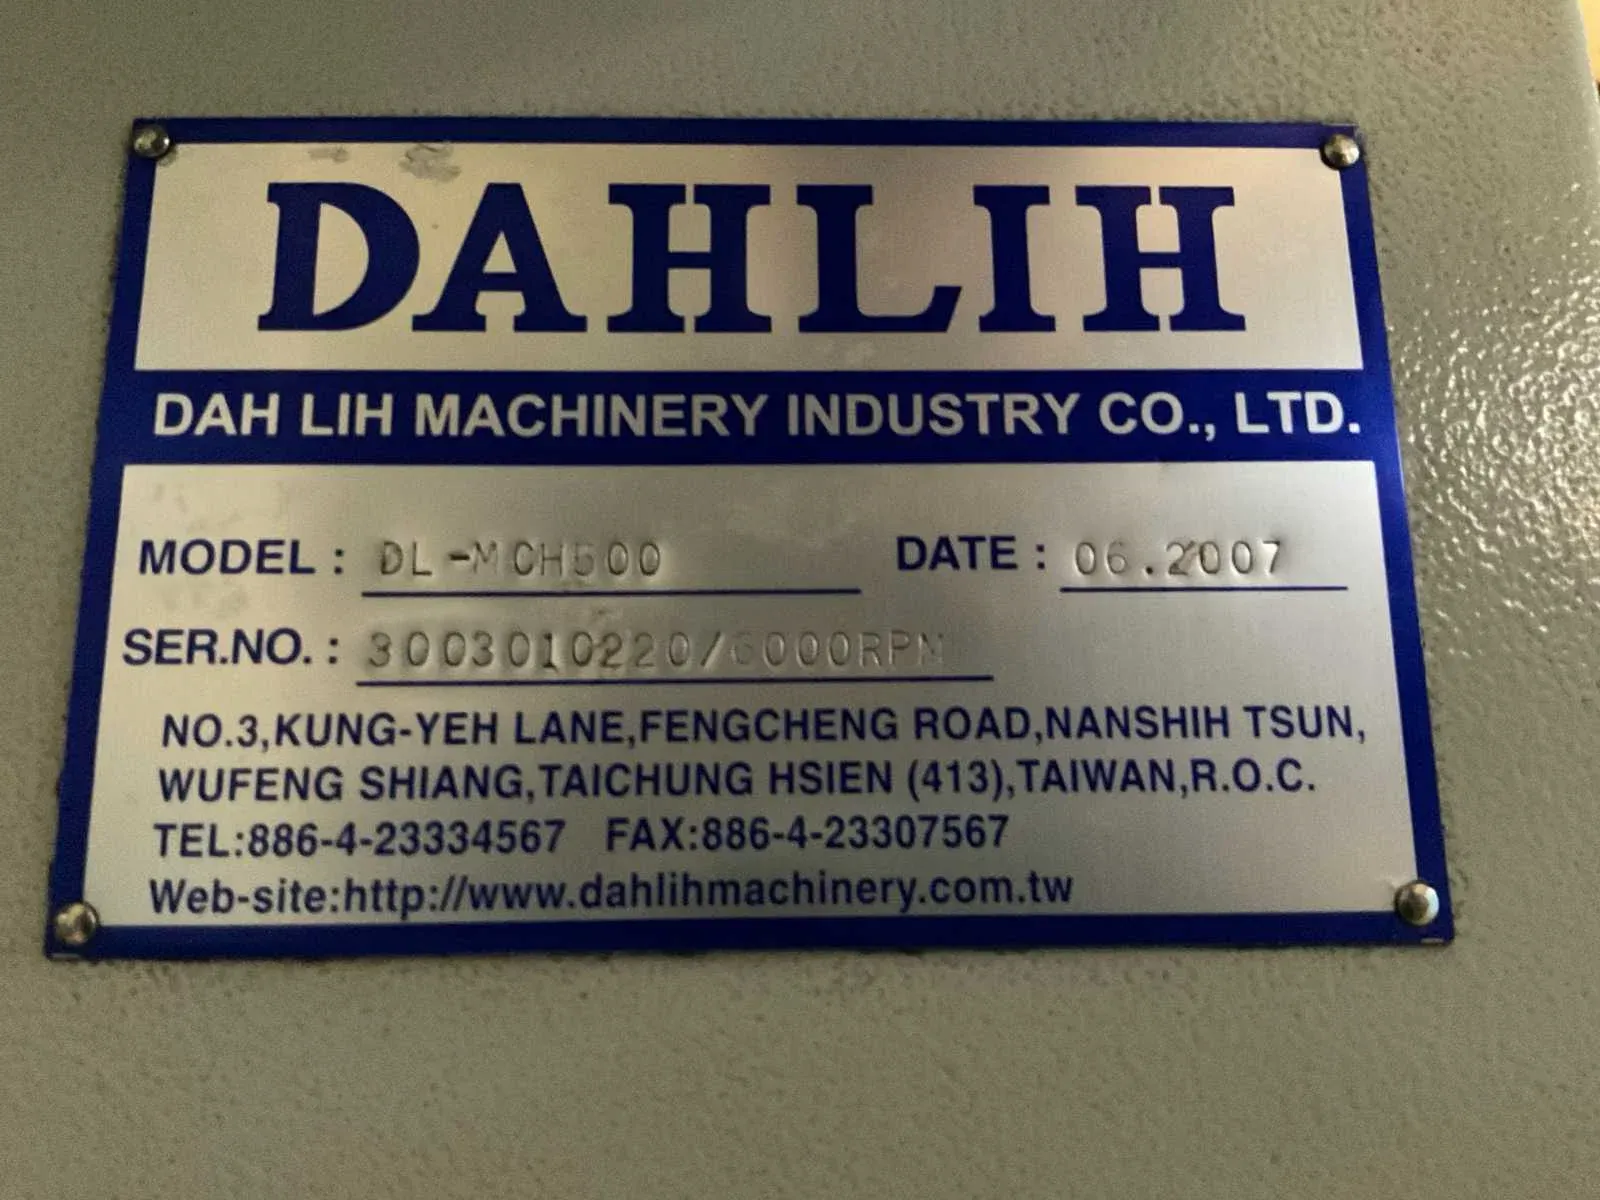 DAHLIH
DAH LIH MACHINERY INDUSTRY CO., LTD.
MODEL : DL-MCH500 DATE : 06.2007
SER.NO. : 3003010220/6000RPM
NO.3,KUNG-YEH LANE,FENGCHENG ROAD,NANSHIH TSUN,
WUFENG SHIANG,TAICHUNG HSIEN (413),TAIWAN,R.O.C.
TEL:886-4-23334567 FAX:886-4-23307567
Web-site:http://www.dahlihmachinery.com.tw